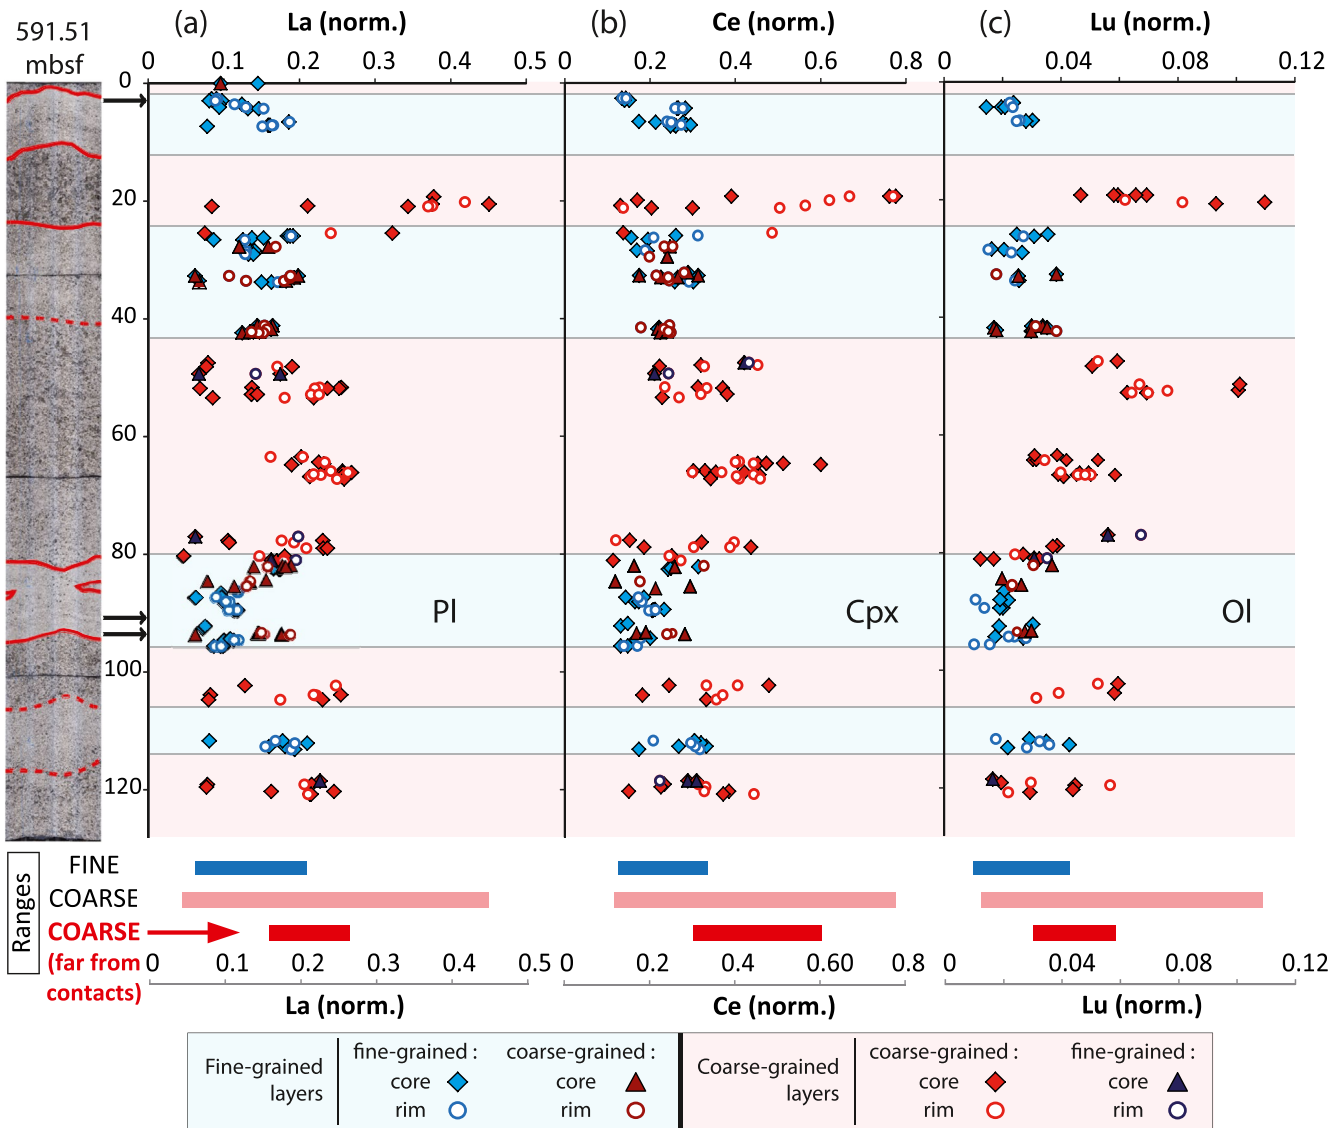 591.51
mbsf
(a) La (norm.)
(b) Ce (norm.)
(c) Lu (norm.)
0 0.1 0.2 0.3 0.4 0.5
0 0.2 0.4 0.6 0.8
0 0.04 0.08 0.12
0
20
40
60
80
100
120
Pl
Cpx
Ol
Ranges
FINE
COARSE
COARSE
(far from
contacts)
0 0.1 0.2 0.3 0.4 0.5
0 0.2 0.4 0.60 0.8
0 0.04 0.08 0.12
La (norm.)
Ce (norm.)
Lu (norm.)
Fine-grained
layers
fine-grained :
core
rim
coarse-grained :
core
rim
Coarse-grained
layers
coarse-grained :
core
rim
fine-grained :
core
rim